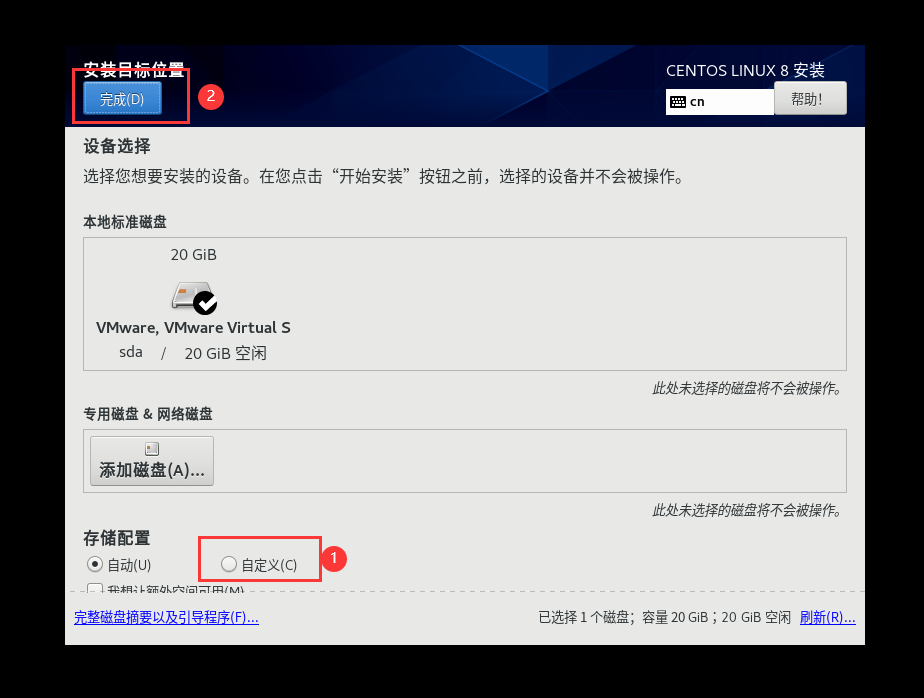 安装目标位置
CENTOS LINUX 8 安装
完成(D)
2
cn
帮助！
设备选择
选择您想要安装的设备。在您点击“开始安装”按钮之前，选择的设备并不会被操作。
本地标准磁盘
20 GiB
VMware, VMware Virtual S
sda / 20 GiB 空闲
此处未选择的磁盘将不会被操作。
专用磁盘 & 网络磁盘
添加磁盘(A)...
此处未选择的磁盘将不会被操作。
存储配置
自动(U)
自定义(C)
1
我想让额外空间可用(M)
完整磁盘摘要以及引导程序(F)...
已选择 1 个磁盘；容量 20 GiB；20 GiB 空闲
刷新(R)...